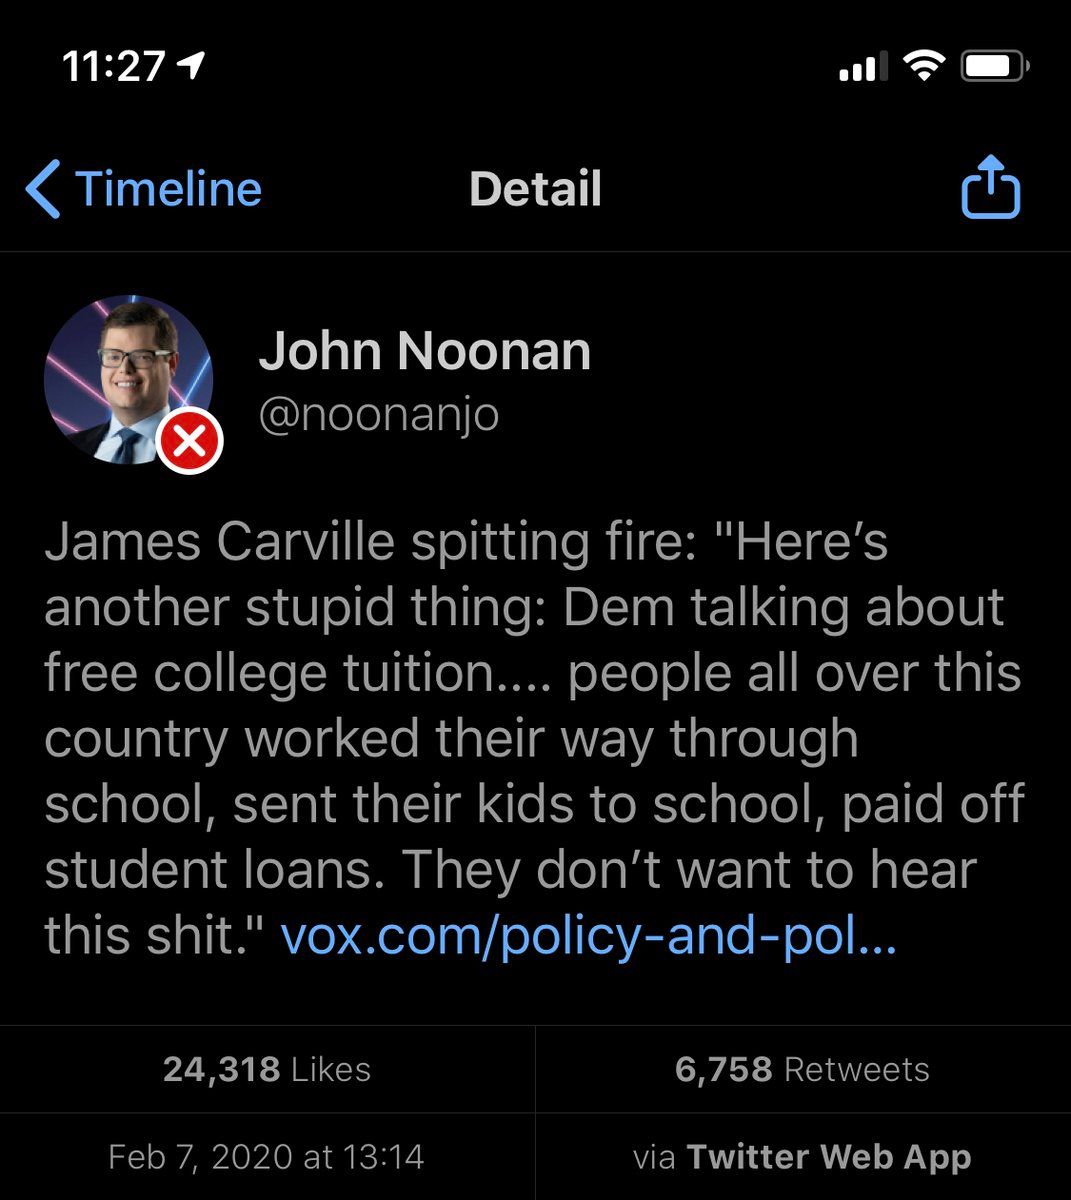 11:27
Timeline
Detail
John Noonan
@noonanjo
James Carville spitting fire: "Here’s
another stupid thing: Dem talking about
free college tuition.... people all over this
country worked their way through
school, sent their kids to school, paid off
student loans. They don’t want to hear
this shit." vox.com/policy-and-pol...
24,318 Likes
6,758 Retweets
Feb 7, 2020 at 13:14
via Twitter Web App